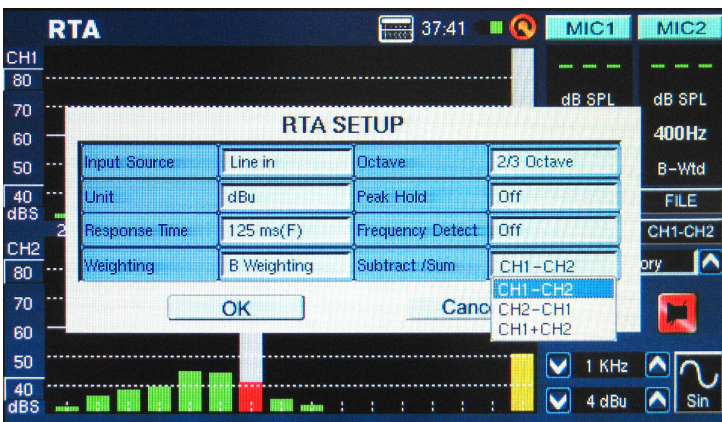 RTA
37:41
MIC1
MIC2
CH1
80
70
60
50
40
dBS
dB SPL
dB SPL
400Hz
B-Wtd
FILE
CH1-CH2
ory
RTA SETUP
Input Source
Line in
Octave
2/3 Octave
Unit
dBu
Peak Hold
Off
Response Time
125 ms(F)
Frequency Detect
Off
Weighting
B Weighting
Subtract /Sum
CH1-CH2
CH1-CH2
CH2-CH1
CH1+CH2
OK
Canc
2
CH2
80
70
60
50
40
dBS
1 KHz
4 dBu
Sin